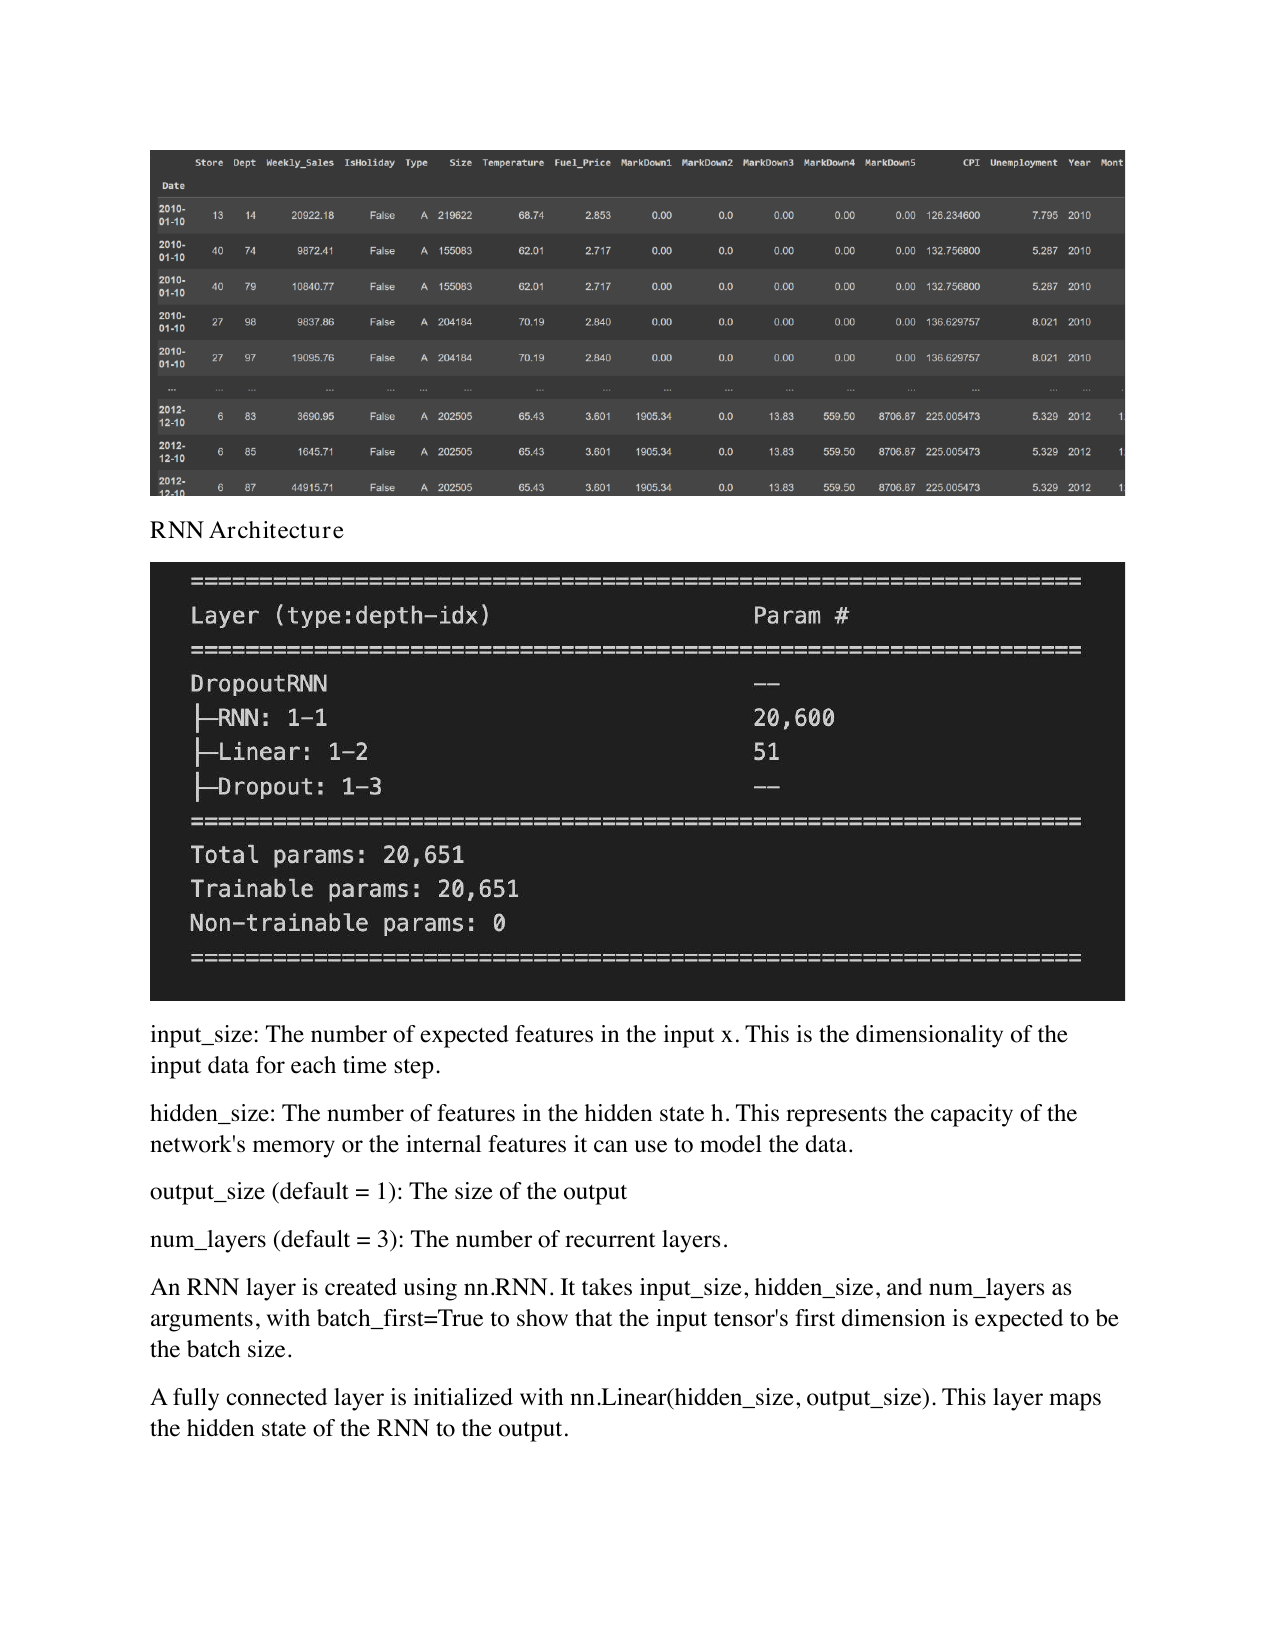 Store Dept Weekly_Sales IsHoliday Type Size Temperature Fuel_Price MarkDown1 MarkDown2 MarkDown3 MarkDown4 MarkDown5 CPI Unemployment Year Mont
Date
2010-01-10 13 14 20922.18 False A 219622 68.74 2.853 0.00 0.0 0.00 0.00 0.00 126.234600 7.795 2010
2010-01-10 40 74 9872.41 False A 155083 62.01 2.717 0.00 0.0 0.00 0.00 0.00 132.756800 5.287 2010
2010-01-10 40 79 10840.77 False A 155083 62.01 2.717 0.00 0.0 0.00 0.00 0.00 132.756800 5.287 2010
2010-01-10 27 98 9837.86 False A 204184 70.19 2.840 0.00 0.0 0.00 0.00 0.00 136.629757 8.021 2010
2010-01-10 27 97 19095.76 False A 204184 70.19 2.840 0.00 0.0 0.00 0.00 0.00 136.629757 8.021 2010
... ... ... ... ... ... ... ... ... ... ... ... ... ... ... ... ...
2012-12-10 6 83 3690.95 False A 202505 65.43 3.601 1905.34 0.0 13.83 559.50 8706.87 225.005473 5.329 2012 1
2012-12-10 6 85 1645.71 False A 202505 65.43 3.601 1905.34 0.0 13.83 559.50 8706.87 225.005473 5.329 2012 1
2012-12-10 6 87 44915.71 False A 202505 65.43 3.601 1905.34 0.0 13.83 559.50 8706.87 225.005473 5.329 2012 1
RNN Architecture
=================================================================
Layer (type:depth-idx) Param #
=================================================================
DropoutRNN --
├─RNN: 1-1 20,600
├─Linear: 1-2 51
├─Dropout: 1-3 --
=================================================================
Total params: 20,651
Trainable params: 20,651
Non-trainable params: 0
=================================================================
input_size: The number of expected features in the input x. This is the dimensionality of the
input data for each time step.
hidden_size: The number of features in the hidden state h. This represents the capacity of the
network's memory or the internal features it can use to model the data.
output_size (default = 1): The size of the output
num_layers (default = 3): The number of recurrent layers.
An RNN layer is created using nn.RNN. It takes input_size, hidden_size, and num_layers as
arguments, with batch_first=True to show that the input tensor's first dimension is expected to be
the batch size.
A fully connected layer is initialized with nn.Linear(hidden_size, output_size). This layer maps
the hidden state of the RNN to the output.